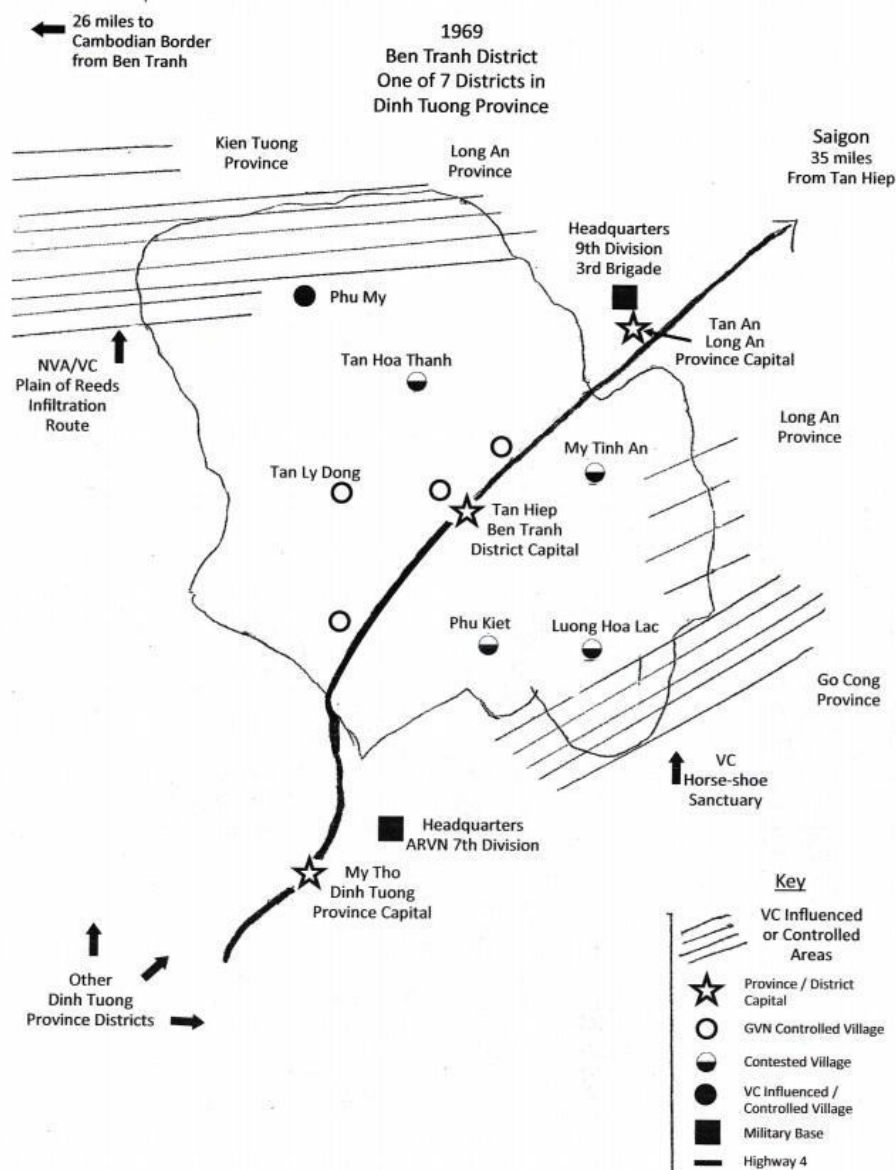 26 miles to
Cambodian Border
from Ben Tranh
1969
Ben Tranh District
One of 7 Districts in
Dinh Tuong Province
Kien Tuong
Province
Long An
Province
Saigon
35 miles
From Tan Hiep
Headquarters
9th Division
3rd Brigade
Phu My
Tan An
Long An
Province Capital
Tan Hoa Thanh
NVA/VC
Plain of Reeds
Infiltration
Route
Long An
Province
My Tinh An
Tan Ly Dong
Tan Hiep
Ben Tranh
District Capital
Phu Kiet
Luong Hoa Lac
Go Cong
Province
VC
Horse-shoe
Sanctuary
Headquarters
ARVN 7th Division
My Tho
Dinh Tuong
Province Capital
Other
Dinh Tuong
Province Districts
Key
VC Influenced
or Controlled
Areas
Province / District
Capital
GVN Controlled Village
Contested Village
VC Influenced /
Controlled Village
Military Base
Highway 4